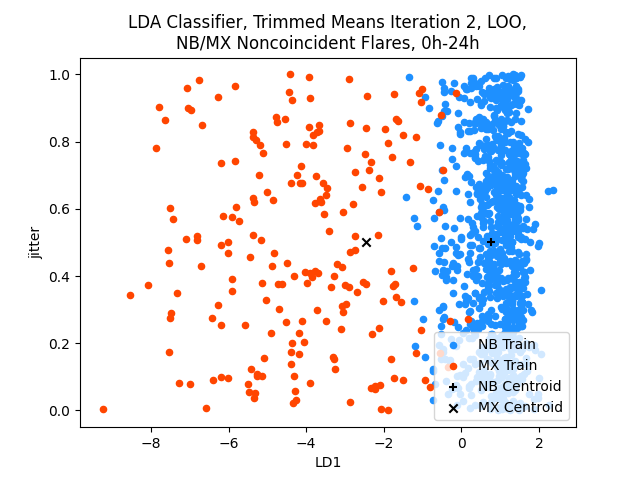 LDA Classifier, Trimmed Means Iteration 2, LOO,
NB/MX Noncoincident Flares, 0h-24h
1.0
0.8
0.6
0.4
0.2
0.0
jitter
NB Train
MX Train
NB Centroid
MX Centroid
−8 −6 −4 −2 0 2
LD1